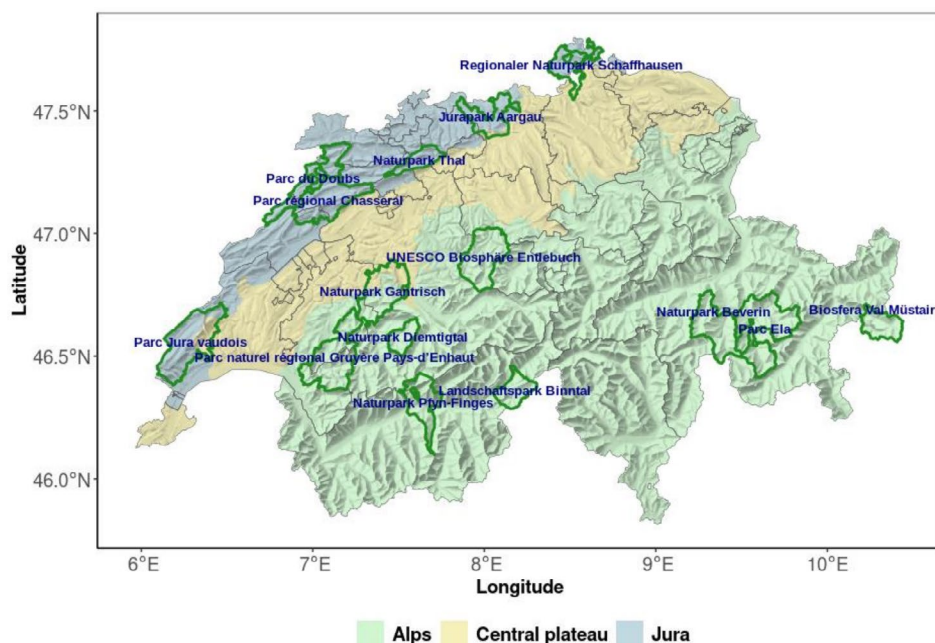 Regionaler Naturpark Schaffhausen
47.5°N
Jurapark Aargau
Naturpark Thal
Parc du Doubs
Parc régional Chasseral
47.0°N
UNESCO Biosphäre Entlebuch
Naturpark Gantrisch
Naturpark Beverin
Biosfera Val Müstair
Naturpark Diemtigtal
Parc Ela
Parc Jura vaudois
46.5°N
Parc naturel régional Gruyère Pays-d'Enhaut
Landschaftspark Binntal
Naturpark Pfyn-Finges
46.0°N
Latitude
6°E 7°E 8°E 9°E 10°E
Longitude
Alps Central plateau Jura